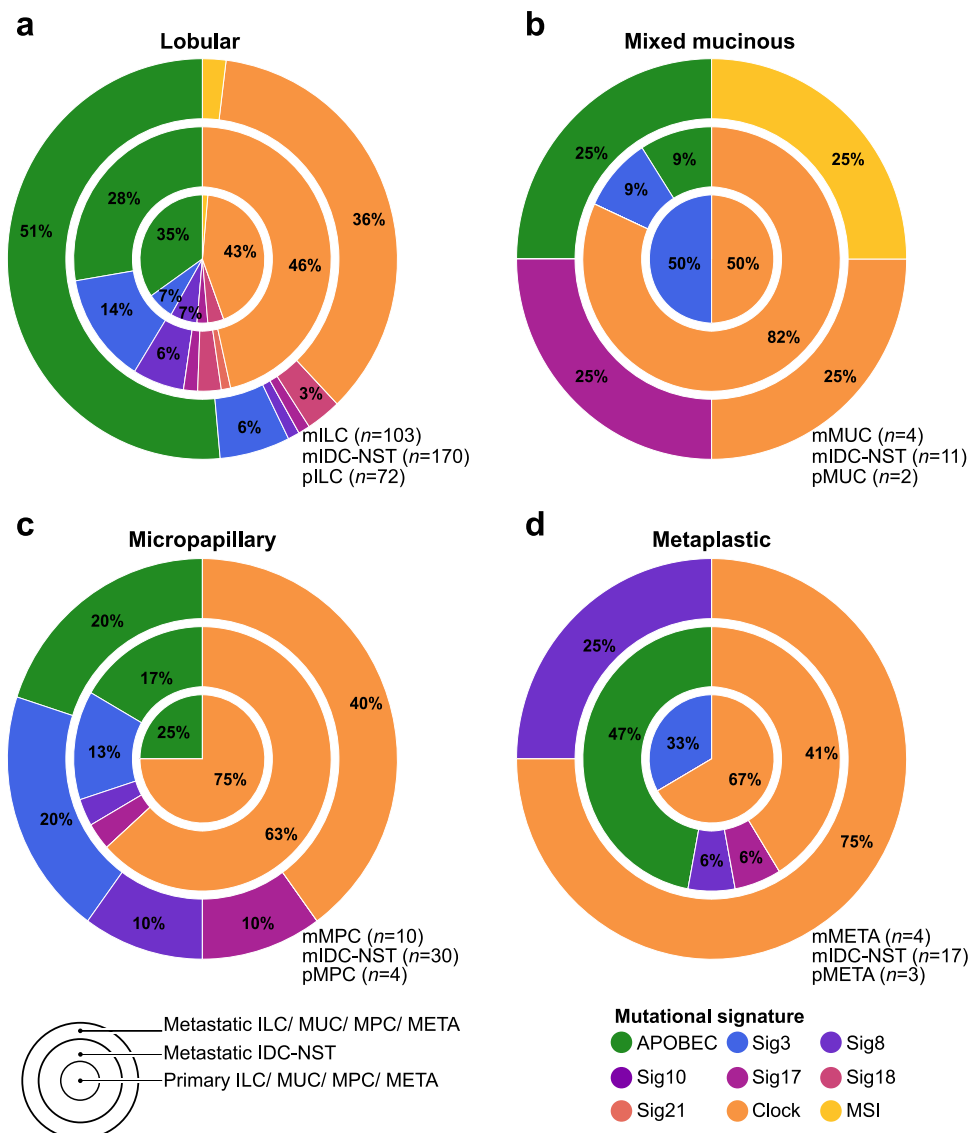 a
Lobular
51%
36%
3%
6%
28%
46%
14%
6%
35%
43%
7%
7%
mILC (n=103)
mIDC-NST (n=170)
pILC (n=72)
b
Mixed mucinous
25%
25%
25%
25%
9%
9%
82%
50%
50%
mMUC (n=4)
mIDC-NST (n=11)
pMUC (n=2)
c
Micropapillary
20%
40%
20%
10%
10%
17%
13%
63%
25%
75%
mMPC (n=10)
mIDC-NST (n=30)
pMPC (n=4)
d
Metaplastic
25%
75%
47%
41%
6%
6%
33%
67%
mMETA (n=4)
mIDC-NST (n=17)
pMETA (n=3)
Metastatic ILC/ MUC/ MPC/ META
Metastatic IDC-NST
Primary ILC/ MUC/ MPC/ META
Mutational signature
APOBEC Sig3 Sig8
Sig10 Sig17 Sig18
Sig21 Clock MSI